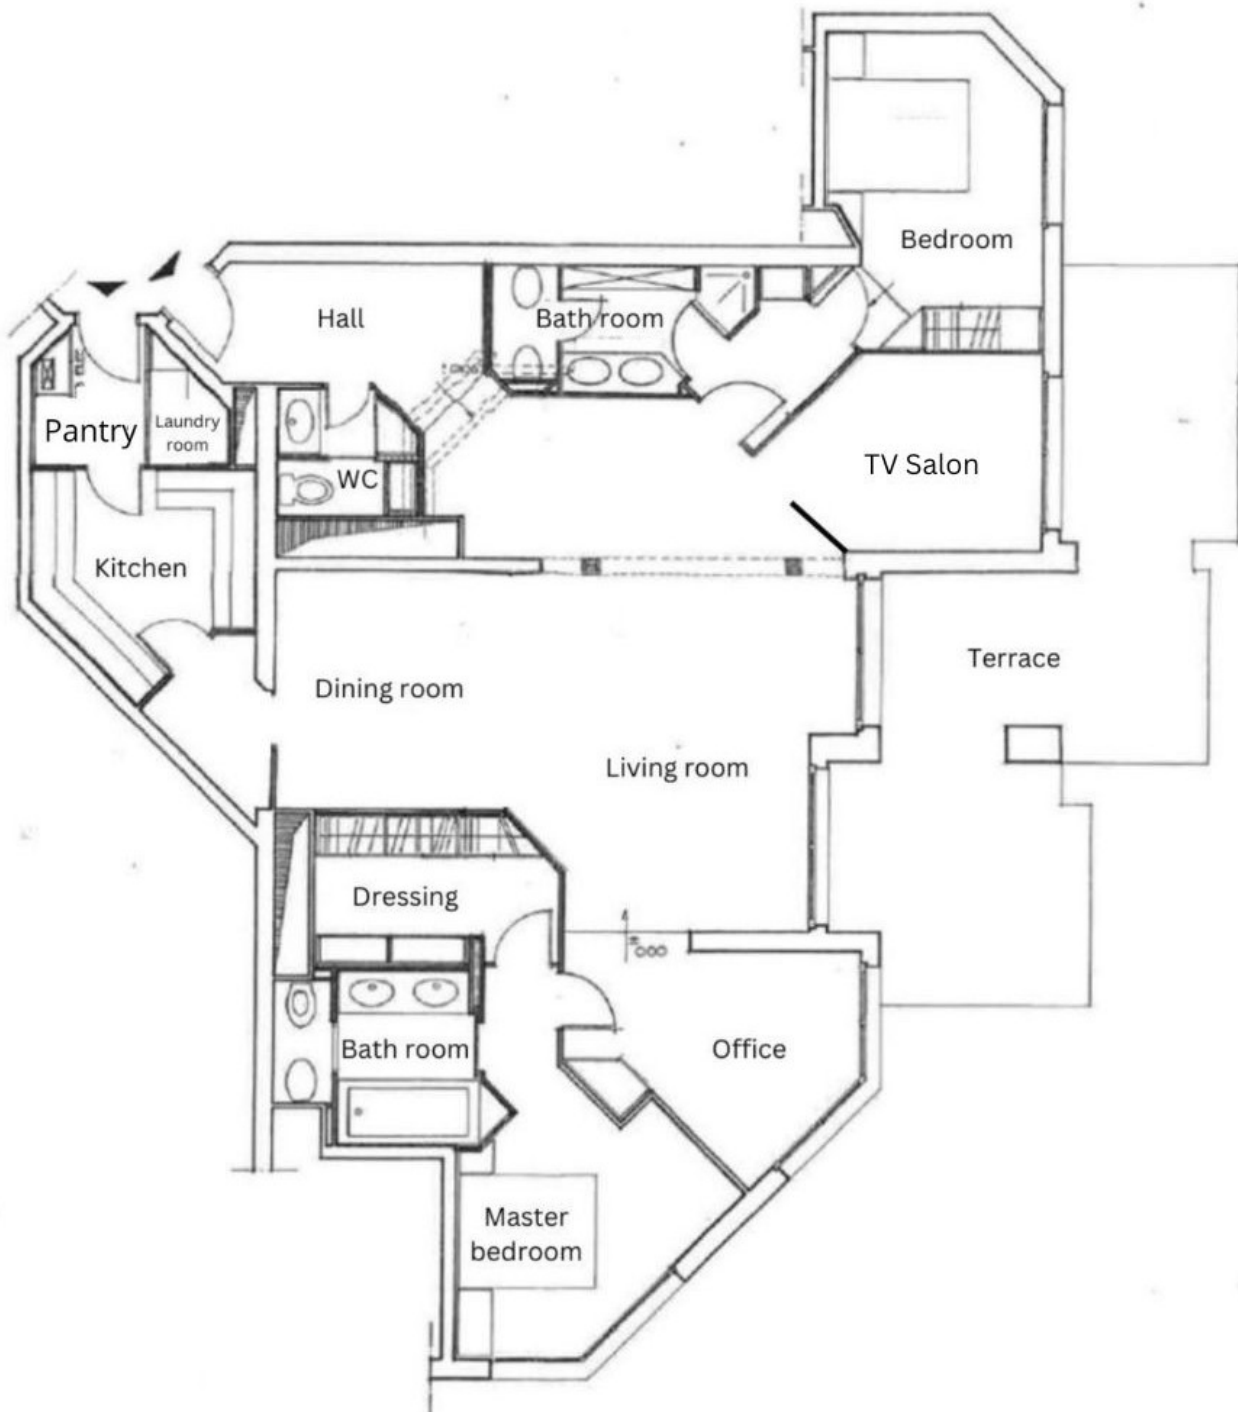 Bedroom
Hall
Bath room
Pantry
Laundry
room
TV Salon
WC
Kitchen
Terrace
Dining room
Living room
Dressing
Bath room
Office
Master
bedroom